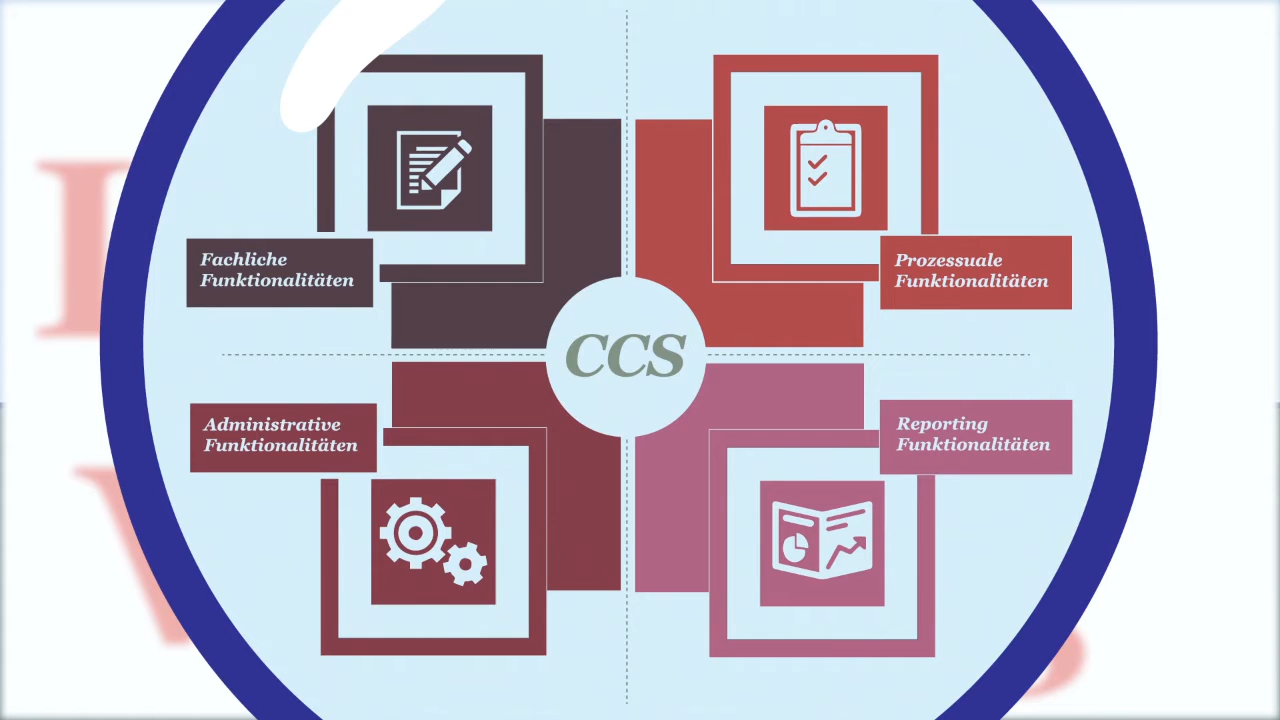 Fachliche
Funktionalitäten
Prozessuale
Funktionalitäten
CCS
Administrative
Funktionalitäten
Reporting
Funktionalitäten